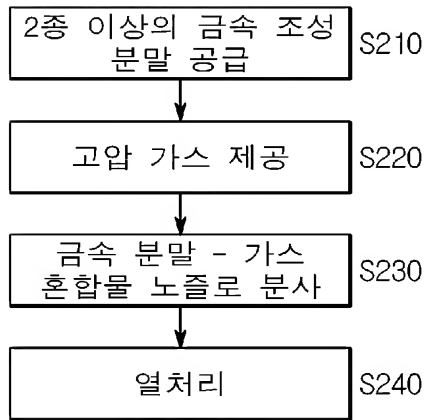 2종 이상의 금속 조성
분말 공급
S210
고압 가스 제공
S220
금속 분말 - 가스
혼합물 노즐로 분사
S230
열처리
S240